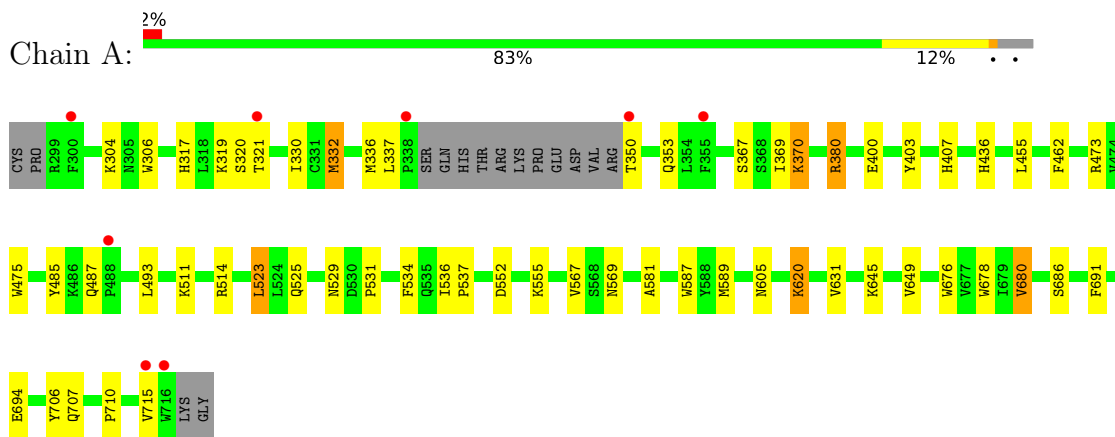 2%
Chain A:
83% 12% • •
CYS PRO R299 F300 K304 N305 W306 H317 L318 K319 S320 T321 I330 C331 M332 M336 L337 P338 SER GLN HIS THR ARG LYS PRO GLU ASP VAL ARG T350 Q353 L354 F355 S367 S368 I369 K370 R380 E400 Y403 H407 H436 L455 F462 R473 V474
W475 Y485 K486 Q487 P488 L493 K511 R514 L523 L524 Q525 N529 D530 P531 F534 Q535 I536 P537 D552 K555 V567 S568 N569 A581 W587 Y588 M589 N605 K620 V631 K645 V649 W676 V677 W678 I679 V680 S686 F691
E694 Y706 Q707 P710 V715 W716 LYS GLY